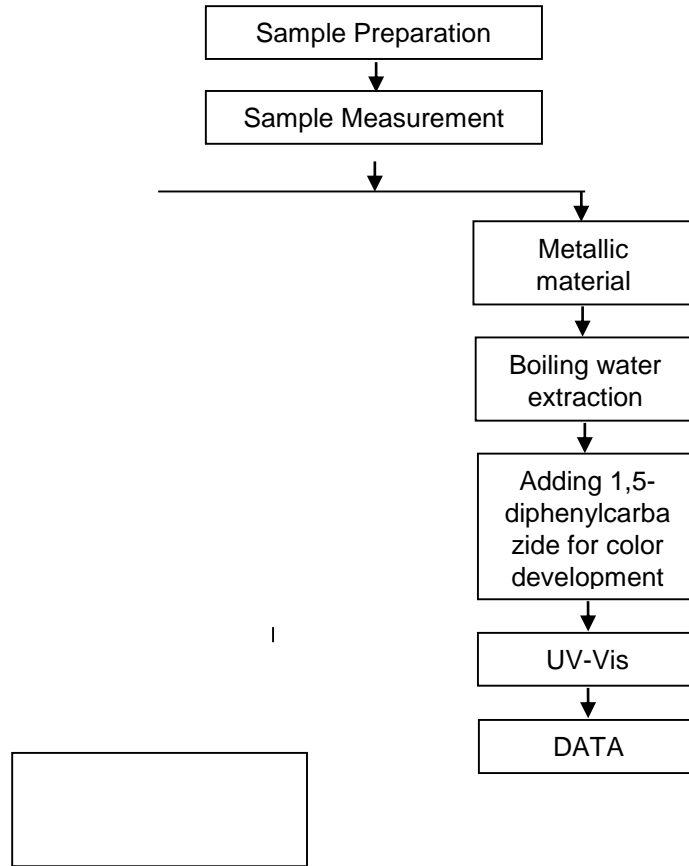 Sample Preparation
Sample Measurement
Metallic
material
Boiling water
extraction
Adding 1,5-
diphenylcarba
zide for color
development
UV-Vis
DATA